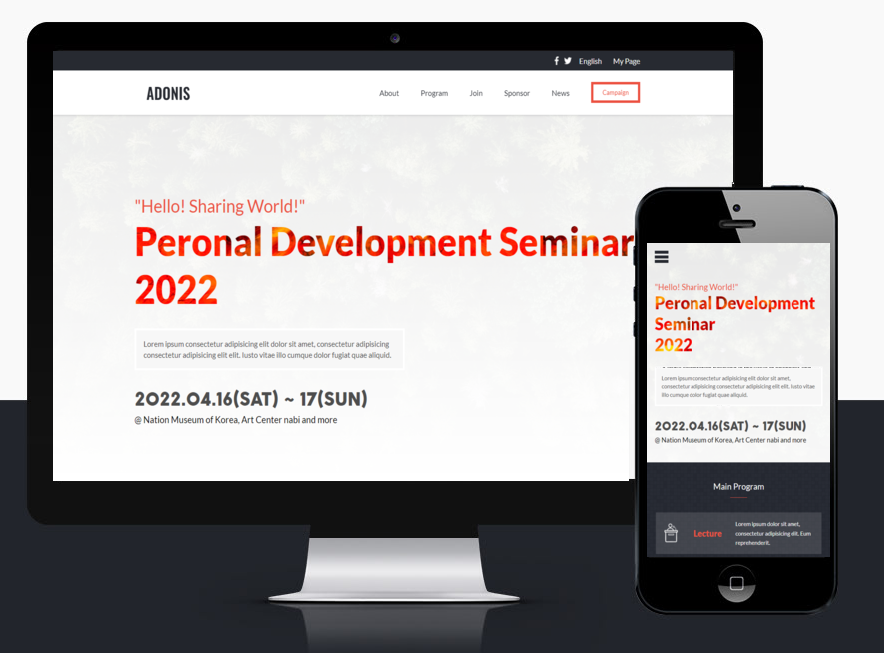 English My Page
ADONIS
About Program Join Sponsor News Campaign
"Hello! Sharing World!"
Peronal Development Seminar
2022
Lorem ipsum consectetur adipisicing elit dolor sit amet, consectetur adipisicing
consectetur adipisicing elit elit. Iusto vitae illo cumque dolor fugiat quae aliquid.
2022.04.16(SAT) ~ 17(SUN)
@ Nation Museum of Korea, Art Center nabi and more
"Hello! Sharing World!"
Peronal Development
Seminar
2022
Lorem ipsumconsectetur adipisicing elit dolor sit amet,
consectetur adipisicing elit elit. Iusto vitae
illo cumque dolor fugiat quae aliquid.
2022.04.16(SAT) ~ 17(SUN)
@ Nation Museum of Korea, Art Center nabi and more
Main Program
Lecture
Lorem ipsum dolor sit amet,
consectetur adipisicing elit. Eum
reprehenderit.